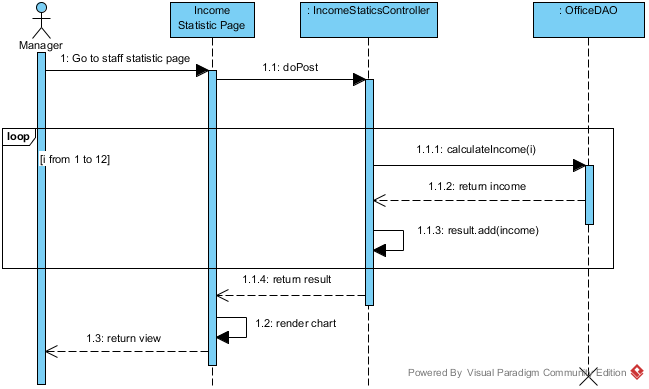 Income
Statistic Page
: IncomeStaticsController
: OfficeDAO
Manager
1: Go to staff statistic page
1.1: doPost
loop
[i from 1 to 12]
1.1.1: calculateIncome(i)
1.1.2: return income
1.1.3: result.add(income)
1.1.4: return result
1.2: render chart
1.3: return view
Powered By Visual Paradigm Community Edition